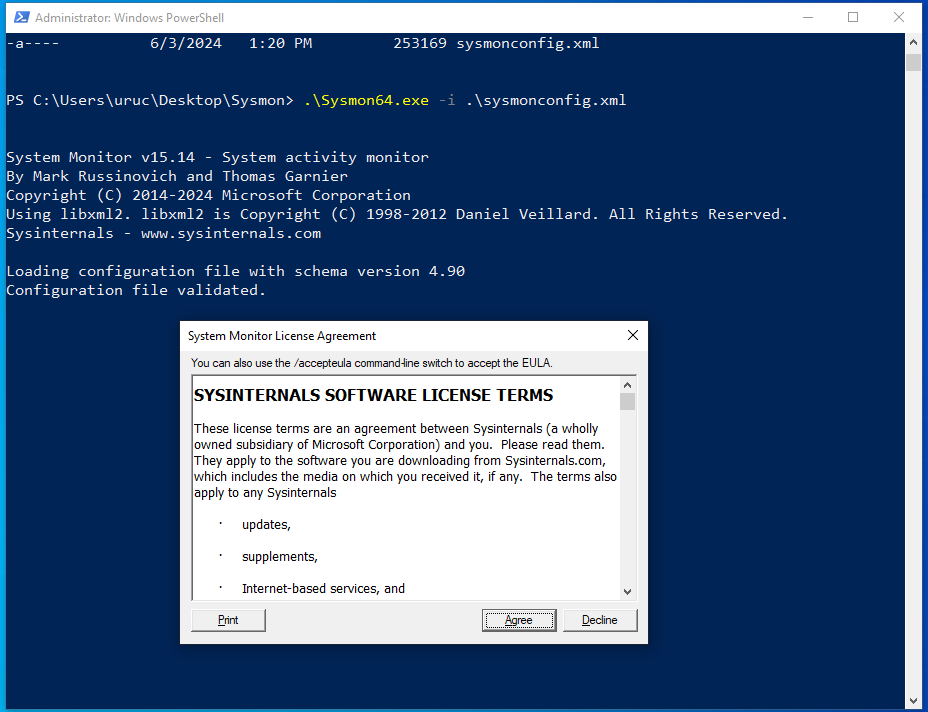 Administrator: Windows PowerShell
-a---- 6/3/2024 1:20 PM 253169 sysmonconfig.xml
PS C:\Users\uruc\Desktop\Sysmon> .\Sysmon64.exe -i .\sysmonconfig.xml
System Monitor v15.14 - System activity monitor
By Mark Russinovich and Thomas Garnier
Copyright (C) 2014-2024 Microsoft Corporation
Using libxml2. libxml2 is Copyright (C) 1998-2012 Daniel Veillard. All Rights Reserved.
Sysinternals - www.sysinternals.com
Loading configuration file with schema version 4.90
Configuration file validated.
System Monitor License Agreement
You can also use the /accepteula command-line switch to accept the EULA.
SYSINTERNALS SOFTWARE LICENSE TERMS
These license terms are an agreement between Sysinternals (a wholly
owned subsidiary of Microsoft Corporation) and you. Please read them.
They apply to the software you are downloading from Sysinternals.com,
which includes the media on which you received it, if any. The terms also
apply to any Sysinternals
· updates,
· supplements,
· Internet-based services, and
Print Agree Decline